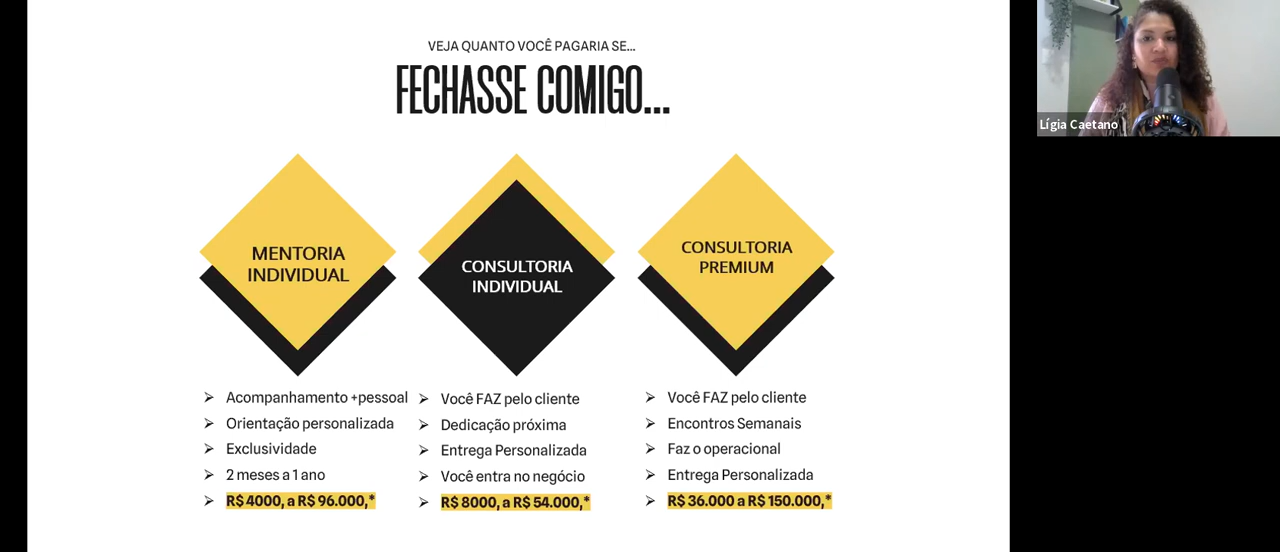 VEJA QUANTO VOCÊ PAGARIA SE...
FECHASSE COMIGO...
Lígia Caetano
MENTORIA
INDIVIDUAL
CONSULTORIA
INDIVIDUAL
CONSULTORIA
PREMIUM
Acompanhamento +pessoal
Orientação personalizada
Exclusividade
2 meses a 1 ano
R$ 4000, a R$ 96.000,*
Você FAZ pelo cliente
Dedicação próxima
Entrega Personalizada
Você entra no negócio
R$ 8000, a R$ 54.000,*
Você FAZ pelo cliente
Encontros Semanais
Faz o operacional
Entrega Personalizada
R$ 36.000 a R$ 150.000,*